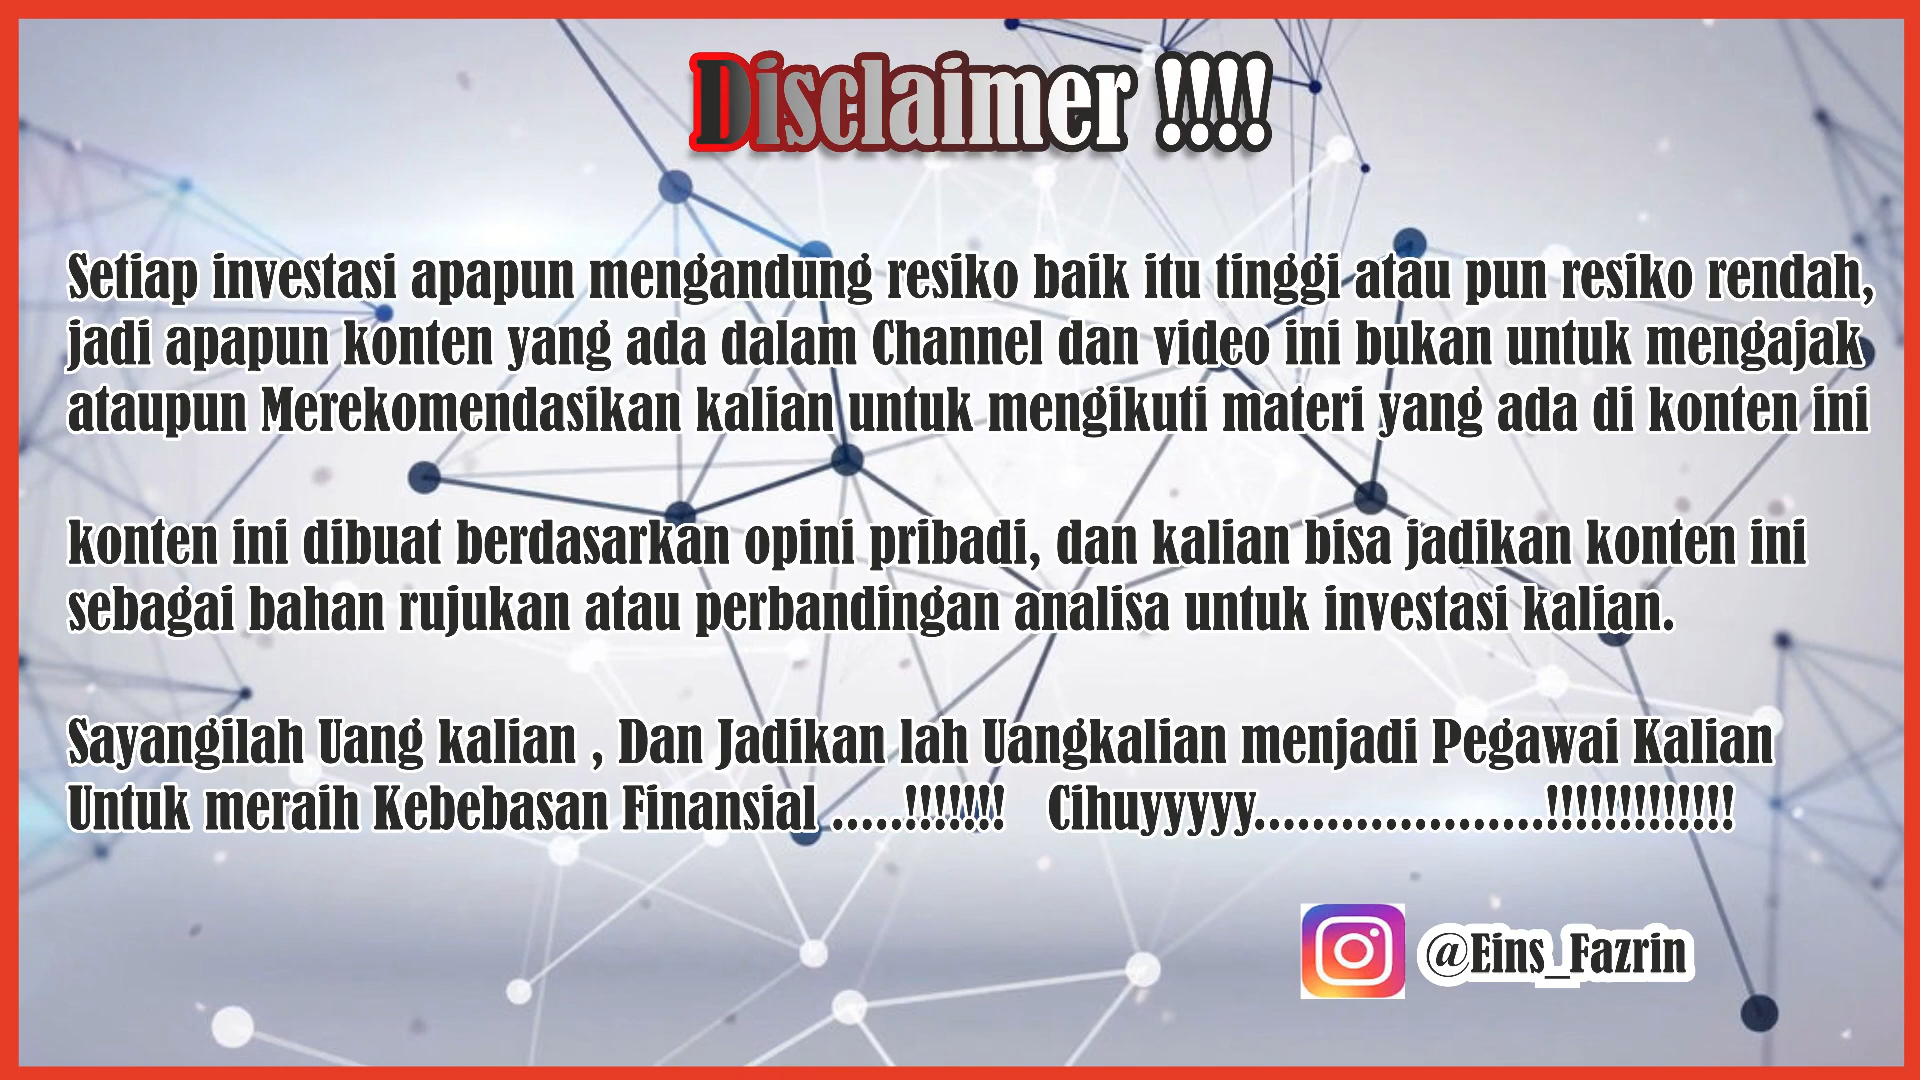 Disclaimer !!!!
Setiap investasi apapun mengandung resiko baik itu tinggi atau pun resiko rendah,
jadi apapun konten yang ada dalam Channel dan video ini bukan untuk mengajak
ataupun Merekomendasikan kalian untuk mengikuti materi yang ada di konten ini
konten ini dibuat berdasarkan opini pribadi, dan kalian bisa jadikan konten ini
sebagai bahan rujukan atau perbandingan analisa untuk investasi kalian.
Sayangilah Uang kalian , Dan Jadikan lah Uangkalian menjadi Pegawai Kalian
Untuk meraih Kebebasan Finansial .....!!!!!!! Cihuyyyyy....................!!!!!!!!!!!!!
@Eins_Fazrin